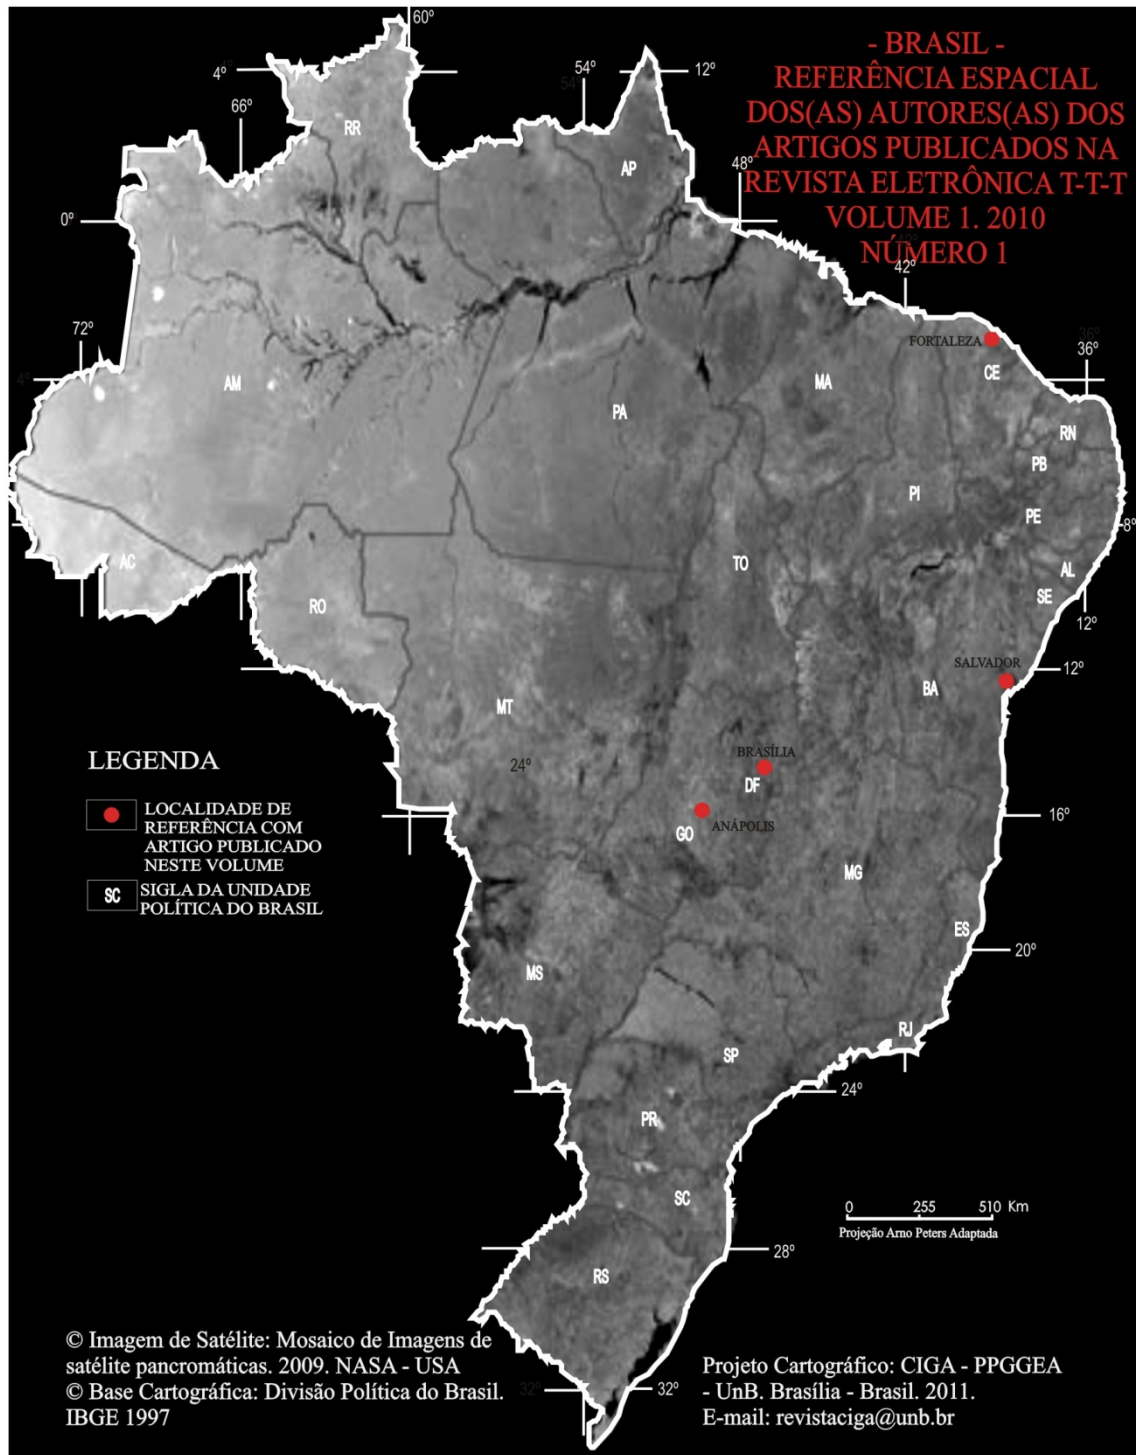 - BRASIL -
REFERÊNCIA ESPACIAL
DOS(AS) AUTORES(AS) DOS
ARTIGOS PUBLICADOS NA
REVISTA ELETRÔNICA T-T-T
VOLUME 1. 2010
NÚMERO 1
60º
4º
54º
54º
12º
66º
RR
AP
48º
0º
42º
72º
FORTALEZA
36º
36º
4º
AM
PA
MA
CE
RN
PB
PI
PE
8º
AC
TO
AL
RO
SE
12º
SALVADOR
12º
BA
MT
BRASÍLIA
24º
DF
ANÁPOLIS
16º
GO
MG
ES
20º
MS
RJ
SP
24º
PR
SC
28º
RS
32º
32º
LEGENDA
LOCALIDADE DE
REFERÊNCIA COM
ARTIGO PUBLICADO
NESTE VOLUME
SC SIGLA DA UNIDADE
POLÍTICA DO BRASIL
0 255 510 Km
Projeção Arno Peters Adaptada
© Imagem de Satélite: Mosaico de Imagens de
satélite pancromáticas. 2009. NASA - USA
© Base Cartográfica: Divisão Política do Brasil.
IBGE 1997
Projeto Cartográfico: CIGA - PPGGEA
- UnB. Brasília - Brasil. 2011.
E-mail: revistaciga@unb.br